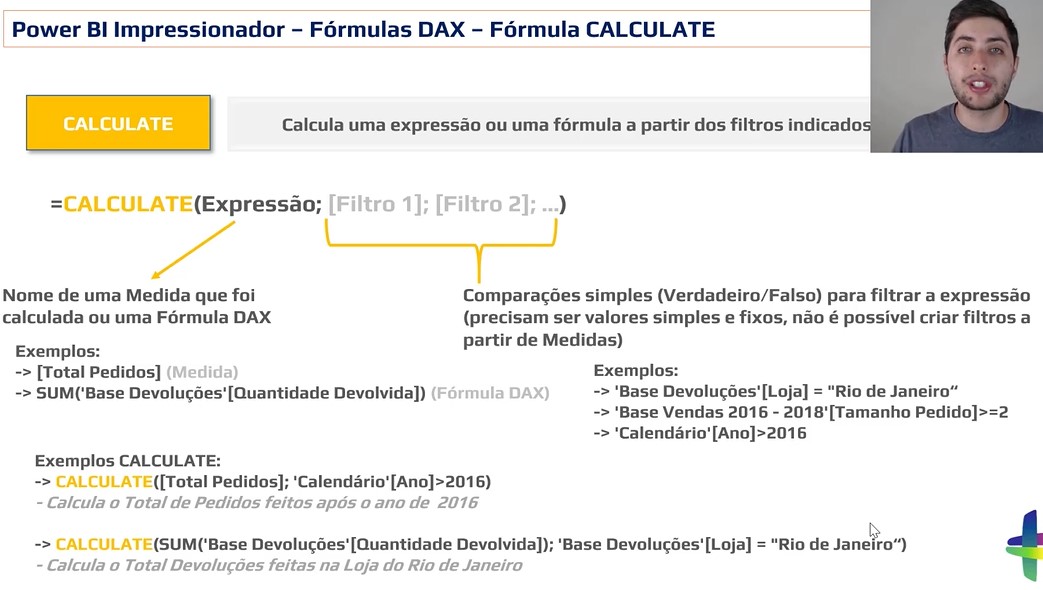 Power BI Impressionador – Fórmulas DAX – Fórmula CALCULATE
CALCULATE
Calcula uma expressão ou uma fórmula a partir dos filtros indicados
=CALCULATE(Expressão; [Filtro 1]; [Filtro 2]; ...)
Nome de uma Medida que foi
calculada ou uma Fórmula DAX
Exemplos:
-> [Total Pedidos] (Medida)
-> SUM('Base Devoluções'[Quantidade Devolvida]) (Fórmula DAX)
Comparações simples (Verdadeiro/Falso) para filtrar a expressão
(precisam ser valores simples e fixos, não é possível criar filtros a
partir de Medidas)
Exemplos:
-> 'Base Devoluções'[Loja] = "Rio de Janeiro“
-> 'Base Vendas 2016 - 2018'[Tamanho Pedido]>=2
-> 'Calendário'[Ano]>2016
Exemplos CALCULATE:
-> CALCULATE([Total Pedidos]; 'Calendário'[Ano]>2016)
- Calcula o Total de Pedidos feitos após o ano de 2016
-> CALCULATE(SUM('Base Devoluções'[Quantidade Devolvida]); 'Base Devoluções'[Loja] = "Rio de Janeiro“)
- Calcula o Total Devoluções feitas na Loja do Rio de Janeiro